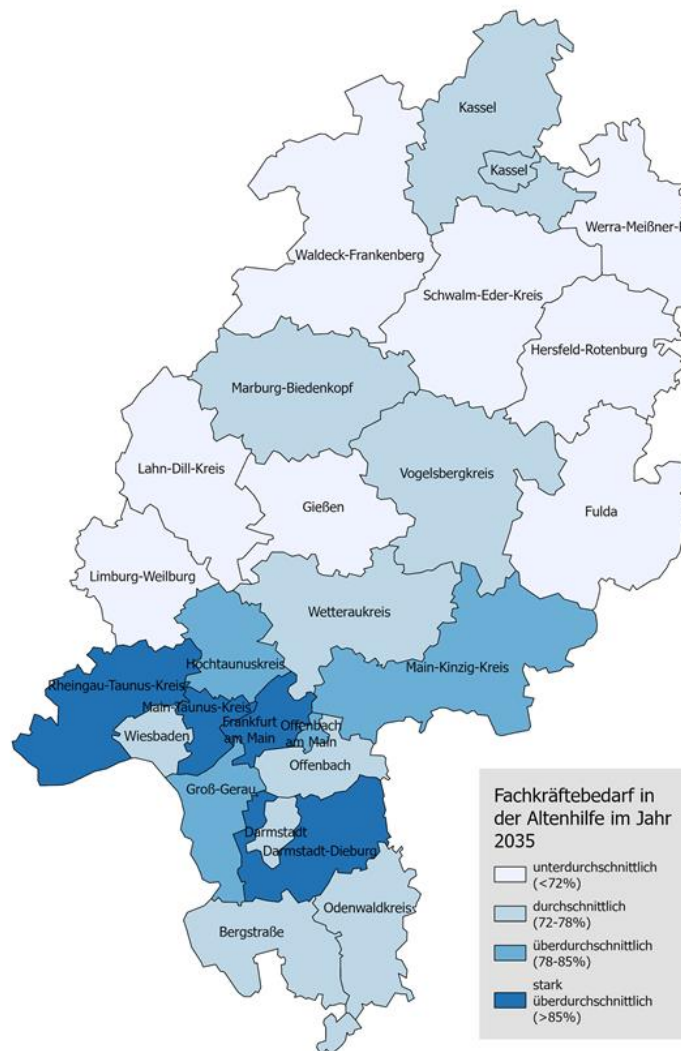 Kassel
Kassel
Werra-Meißner-
Waldeck-Frankenberg
Schwalm-Eder-Kreis
Hersfeld-Rotenburg
Marburg-Biedenkopf
Lahn-Dill-Kreis
Vogelsbergkreis
Gießen
Fulda
Limburg-Weilburg
Wetteraukreis
Hochtaunuskreis
Main-Kinzig-Kreis
Rheingau-Taunus-Kreis
Main-Taunus-Kreis
Frankfurt
am Main
Offenbach
am Main
Wiesbaden
Offenbach
Groß-Gerau
Darmstadt
Darmstadt-Dieburg
Odenwaldkreis
Bergstraße
Fachkräftebedarf in
der Altenhilfe im Jahr
2035
unterdurchschnittlich
(<72%)
durchschnittlich
(72-78%)
überdurchschnittlich
(78-85%)
stark
überdurchschnittlich
(>85%)